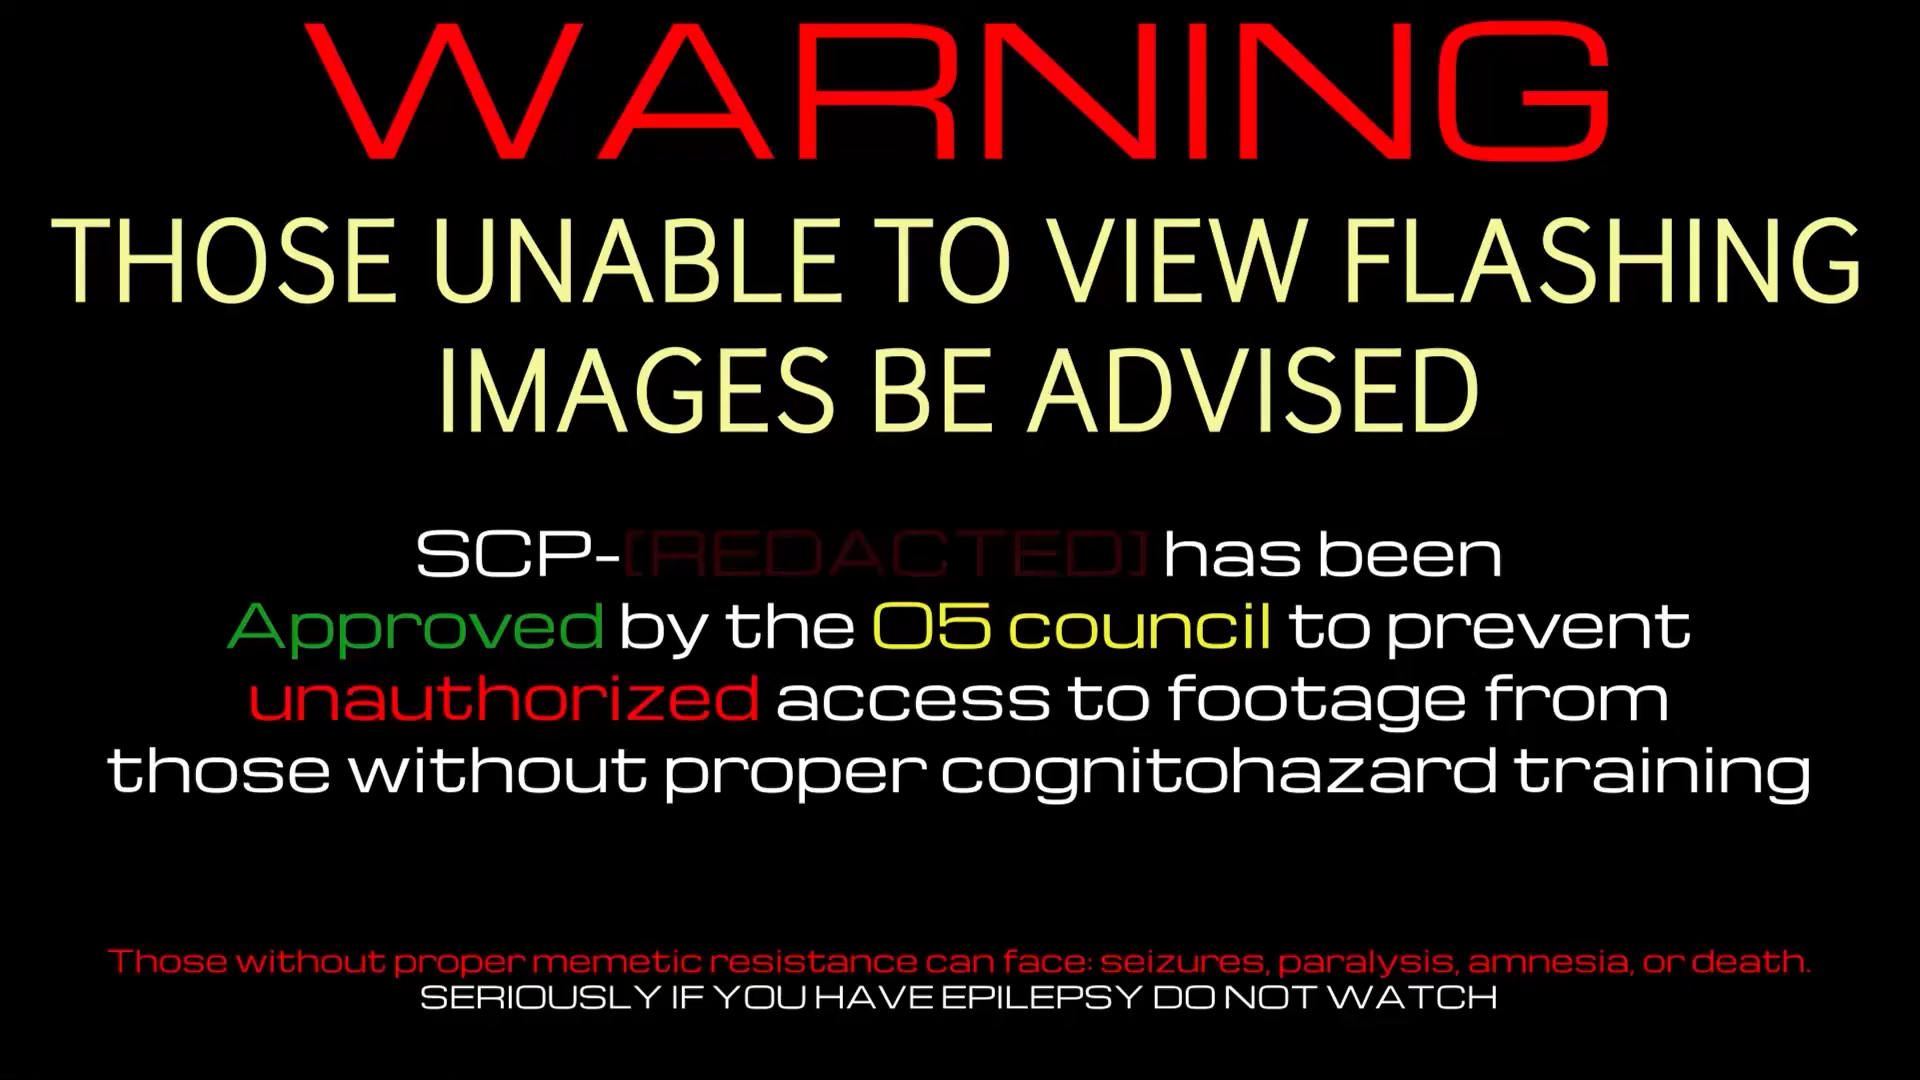 WARNING
THOSE UNABLE TO VIEW FLASHING
IMAGES BE ADVISED
SCP-[REDACTED] has been
Approved by the O5 council to prevent
unauthorized access to footage from
those without proper cognitohazard training
Those without proper memetic resistance can face: seizures, paralysis, amnesia, or death.
SERIOUSLY IF YOU HAVE EPILEPSY DO NOT WATCH